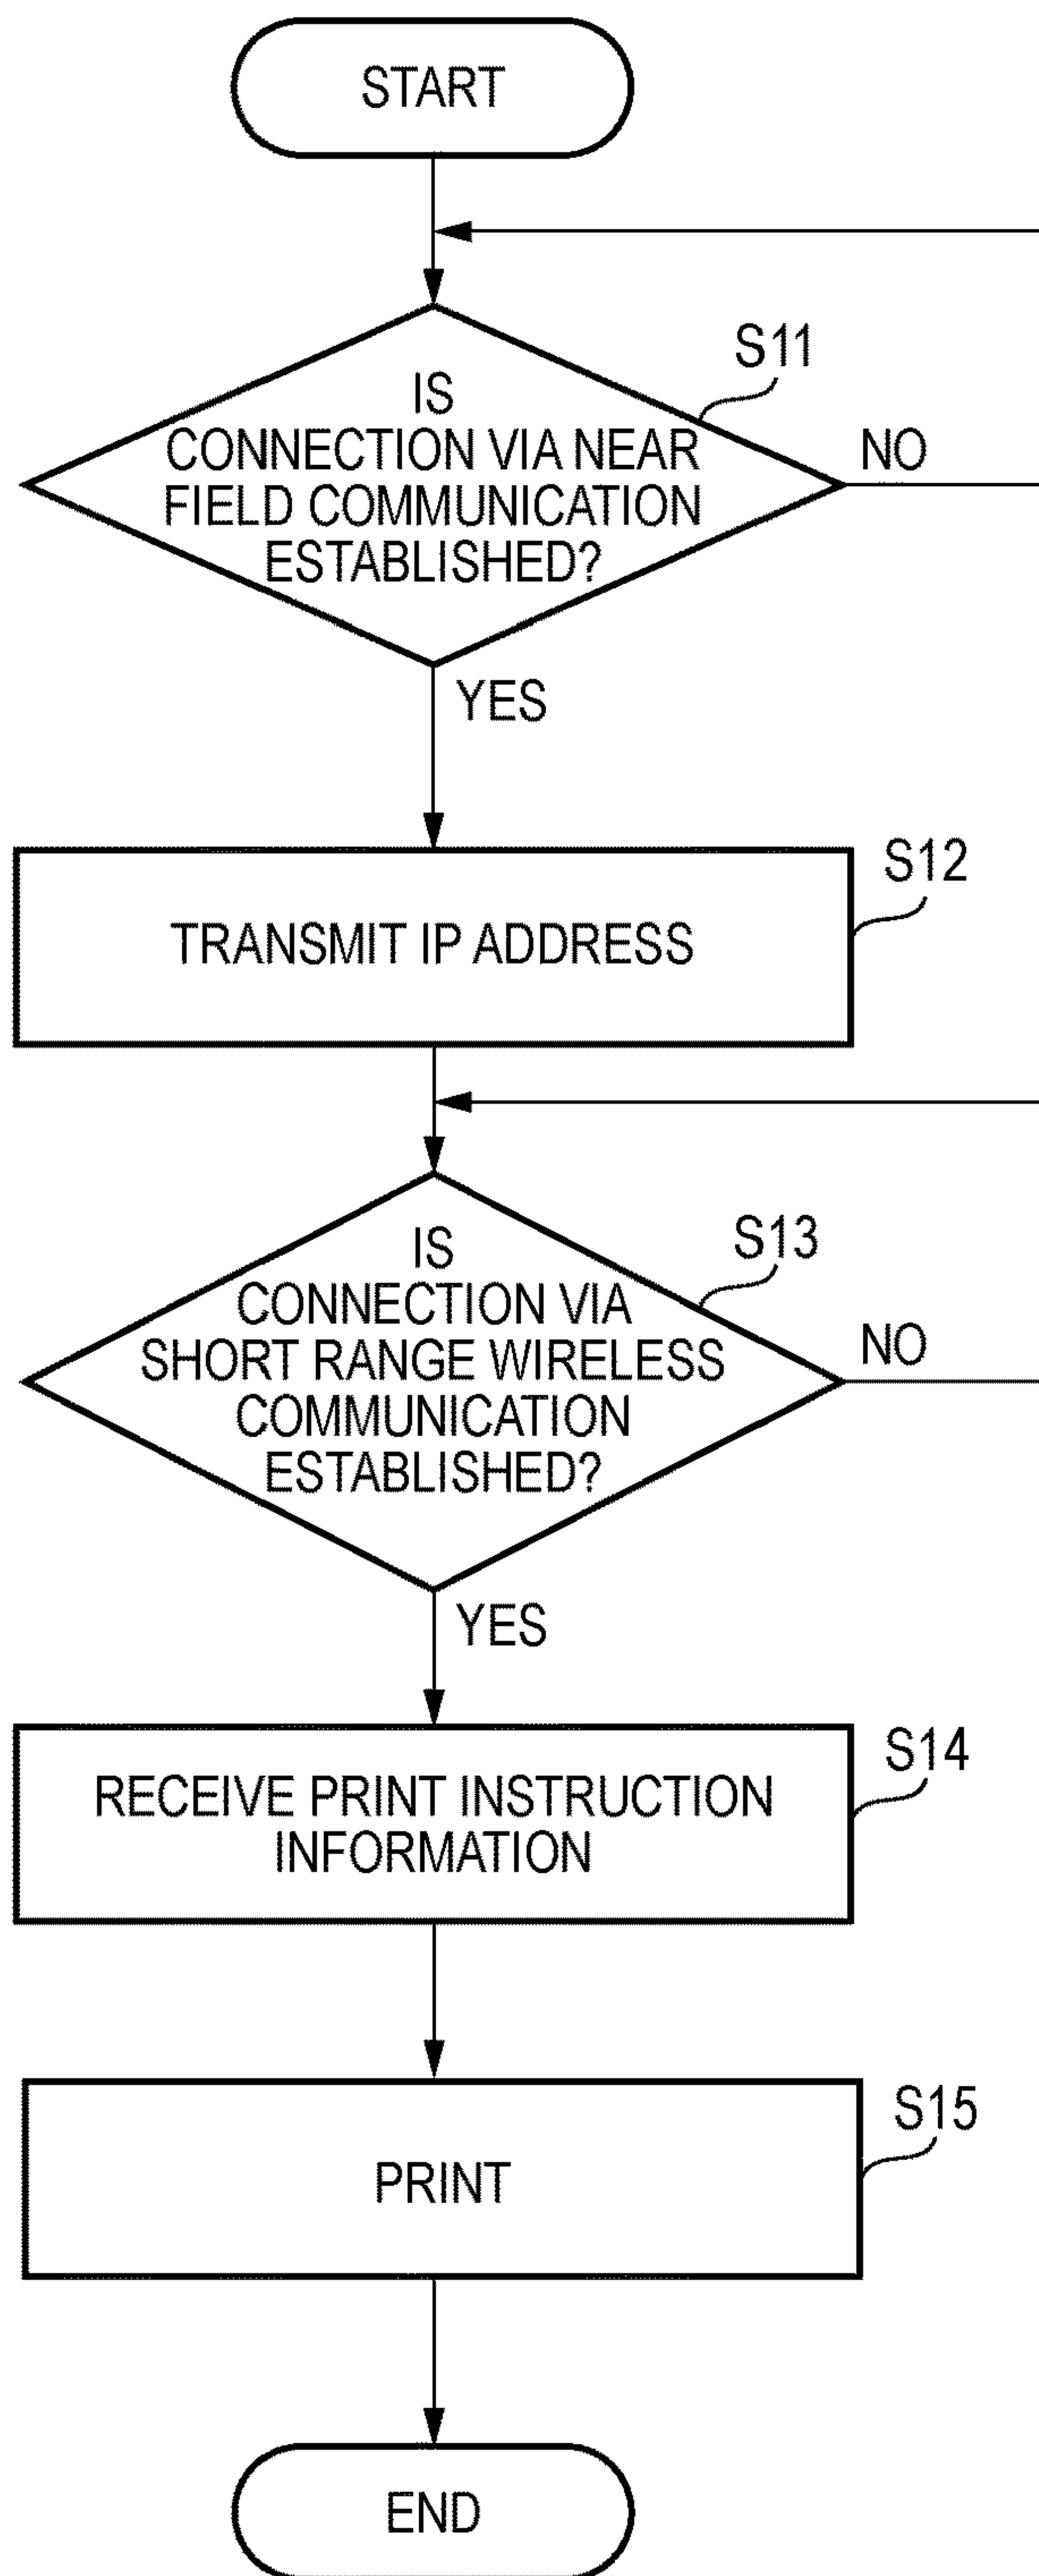 START
S11
IS
CONNECTION VIA NEAR
FIELD COMMUNICATION
ESTABLISHED?
NO
YES
S12
TRANSMIT IP ADDRESS
S13
IS
CONNECTION VIA
SHORT RANGE WIRELESS
COMMUNICATION
ESTABLISHED?
NO
YES
S14
RECEIVE PRINT INSTRUCTION
INFORMATION
S15
PRINT
END